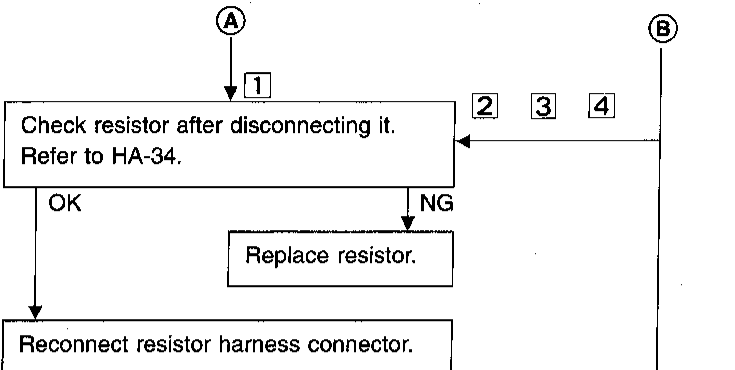 A
B
1
2 3 4
Check resistor after disconnecting it.
Refer to HA-34.
OK
NG
Replace resistor.
Reconnect resistor harness connector.